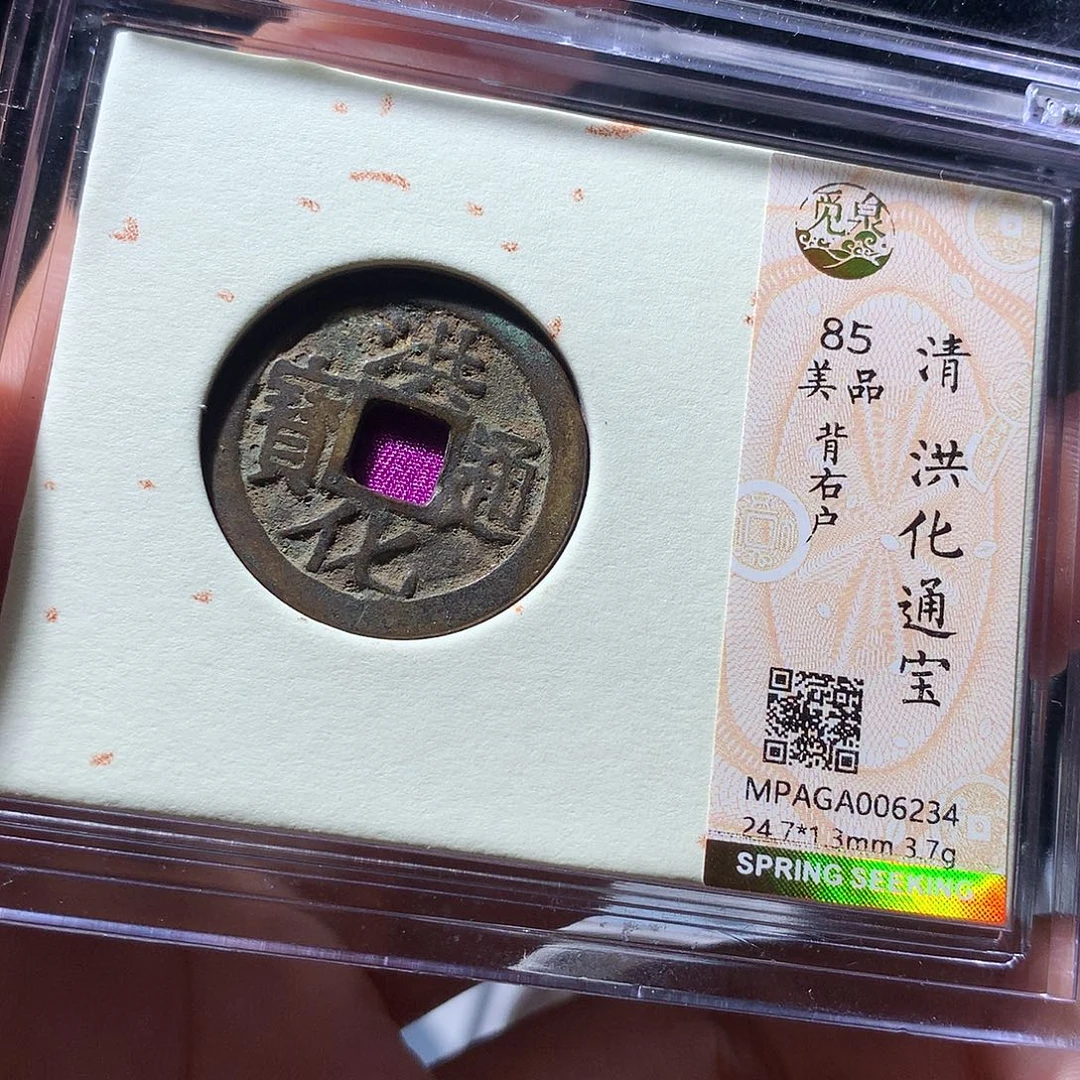 洪化通寳
覓泉
85
美品
背右户
清 洪化通宝
MPAGA006234
24.7*1.3mm 3.7g
SPRING SEEKING